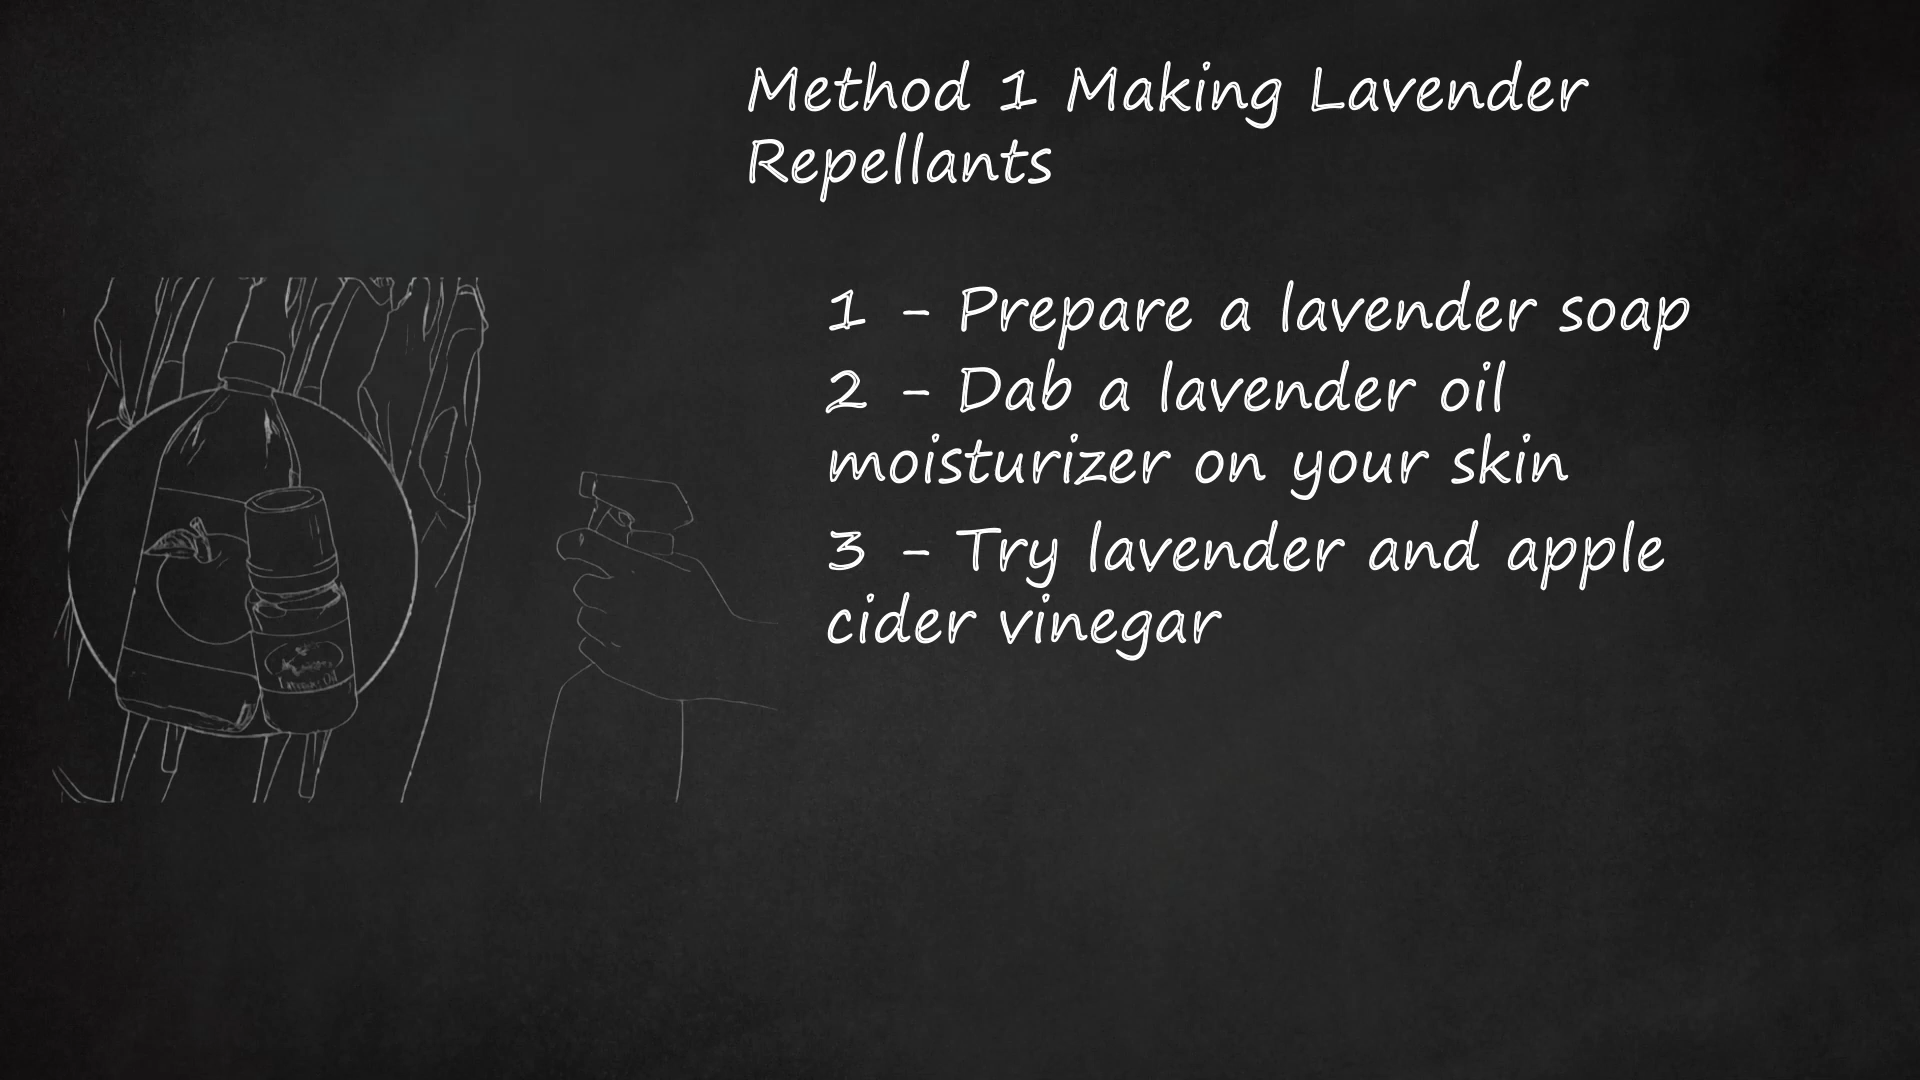 Method 1 Making Lavender
Repellants
1 - Prepare a lavender soap
2 - Dab a lavender oil
moisturizer on your skin
3 - Try lavender and apple
cider vinegar